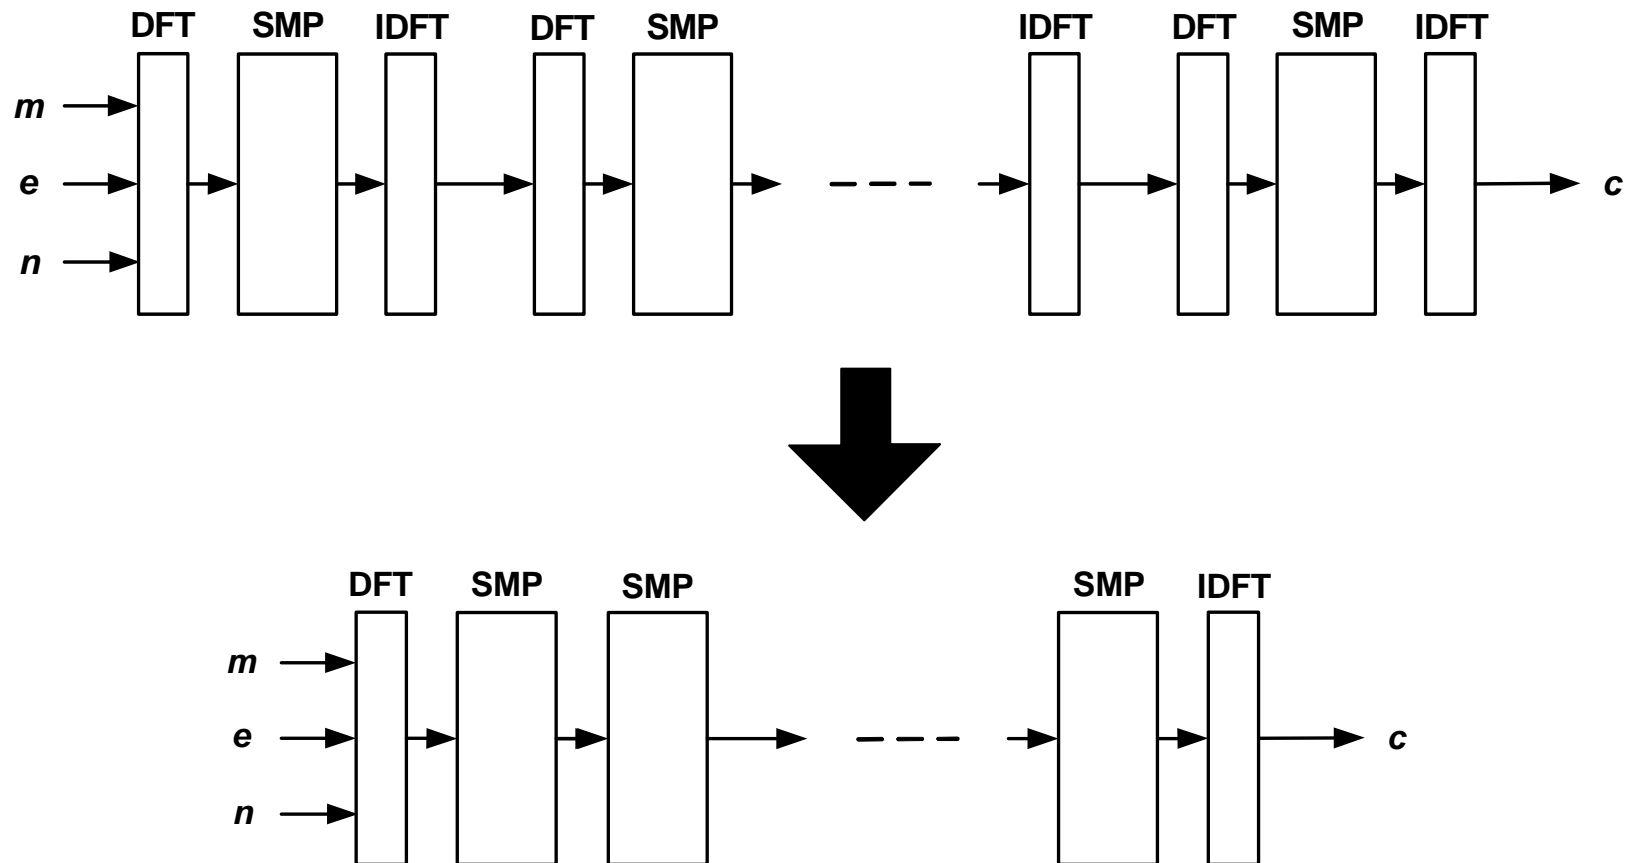 DFT SMP IDFT DFT SMP IDFT DFT SMP IDFT
m
e c
n
DFT SMP SMP SMP IDFT
m
e c
n